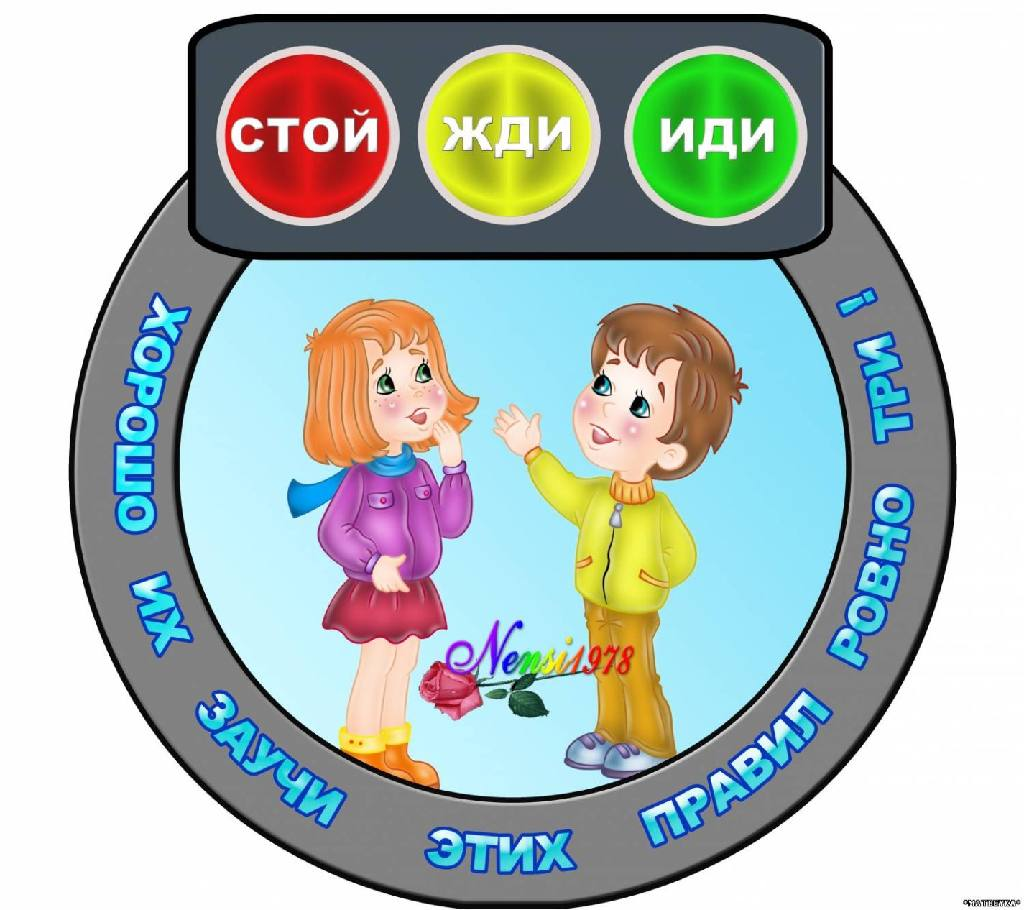 СТОЙ
ЖДИ
ИДИ
ХОРОШО ИХ ЗАУЧИ ЭТИХ ПРАВИЛ РОВНО ТРИ!
Nensi1978